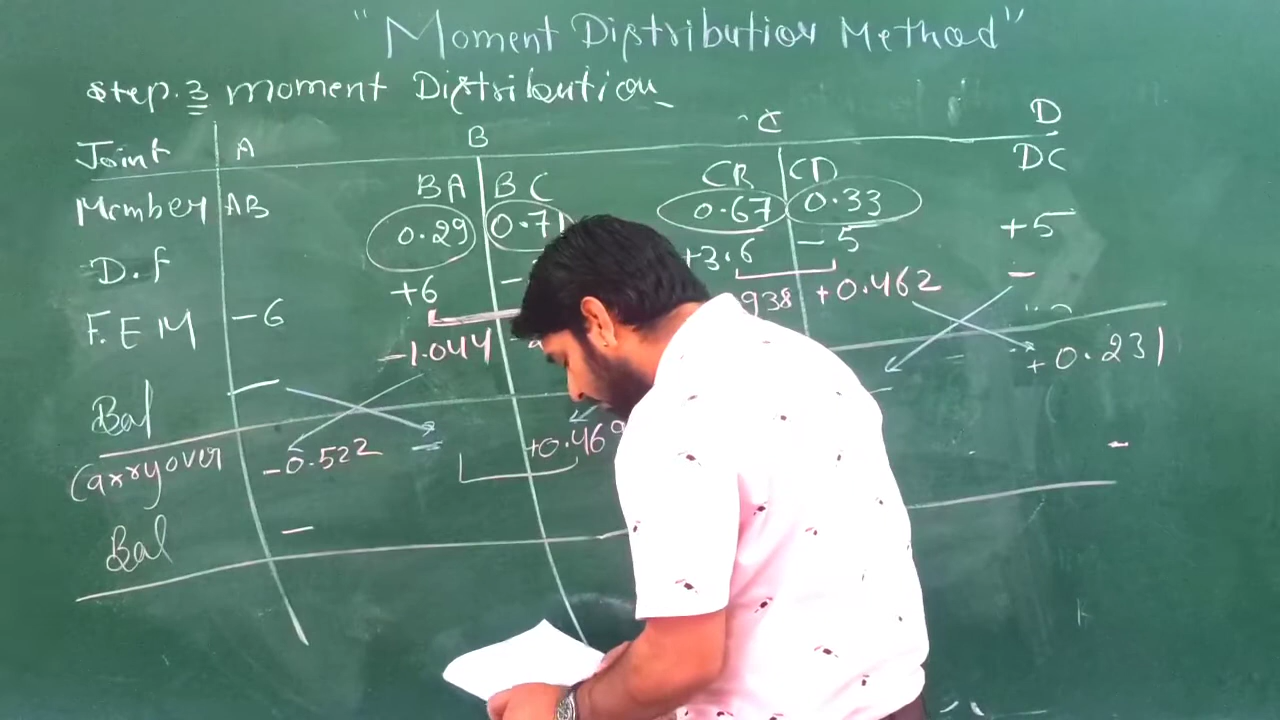 "Moment Distribution Method"
Step.3 moment Distribution
Joint A B C D
Member AB BA BC CB CD DC
D.f 0.29 0.71 0.67 0.33
F.E.M -6 +6 - +3.6 -5 +5
Bal - -1.044 938 +0.462 -
Carryover -0.522 +0.469 +0.231
Bal - -